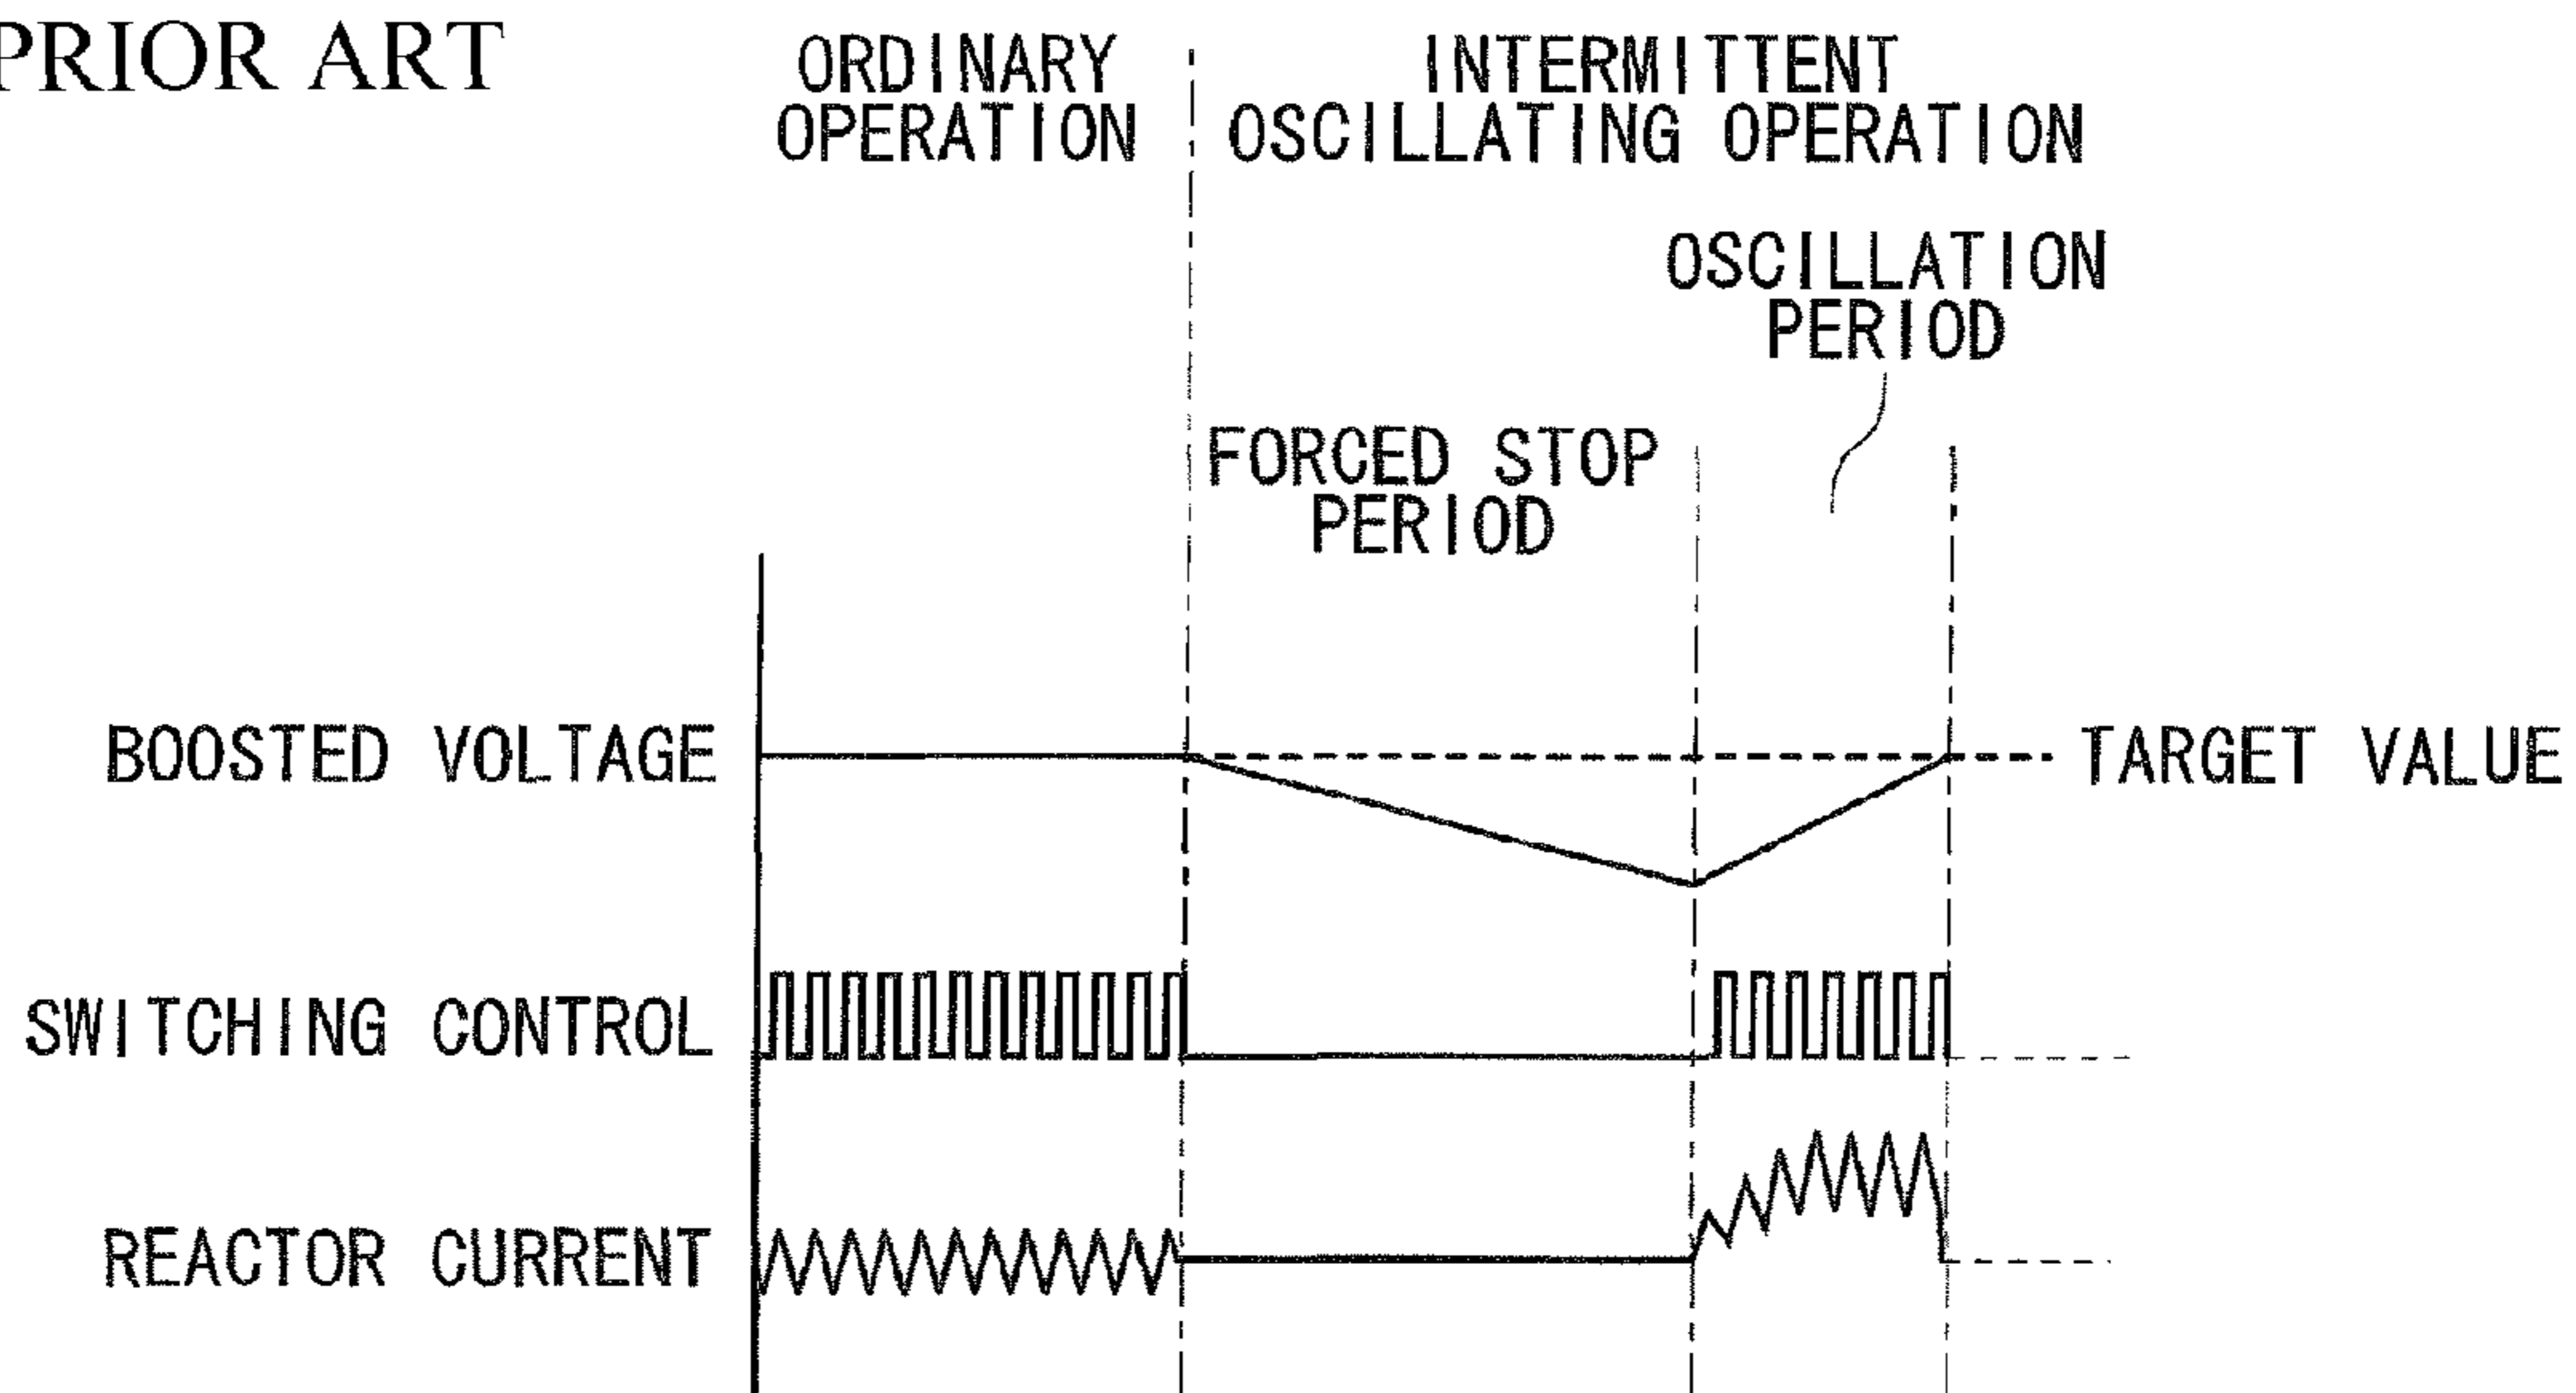 PRIOR ART
ORDINARY
OPERATION
INTERMITTENT
OSCILLATING OPERATION
OSCILLATION
PERIOD
FORCED STOP
PERIOD
BOOSTED VOLTAGE
TARGET VALUE
SWITCHING CONTROL
REACTOR CURRENT